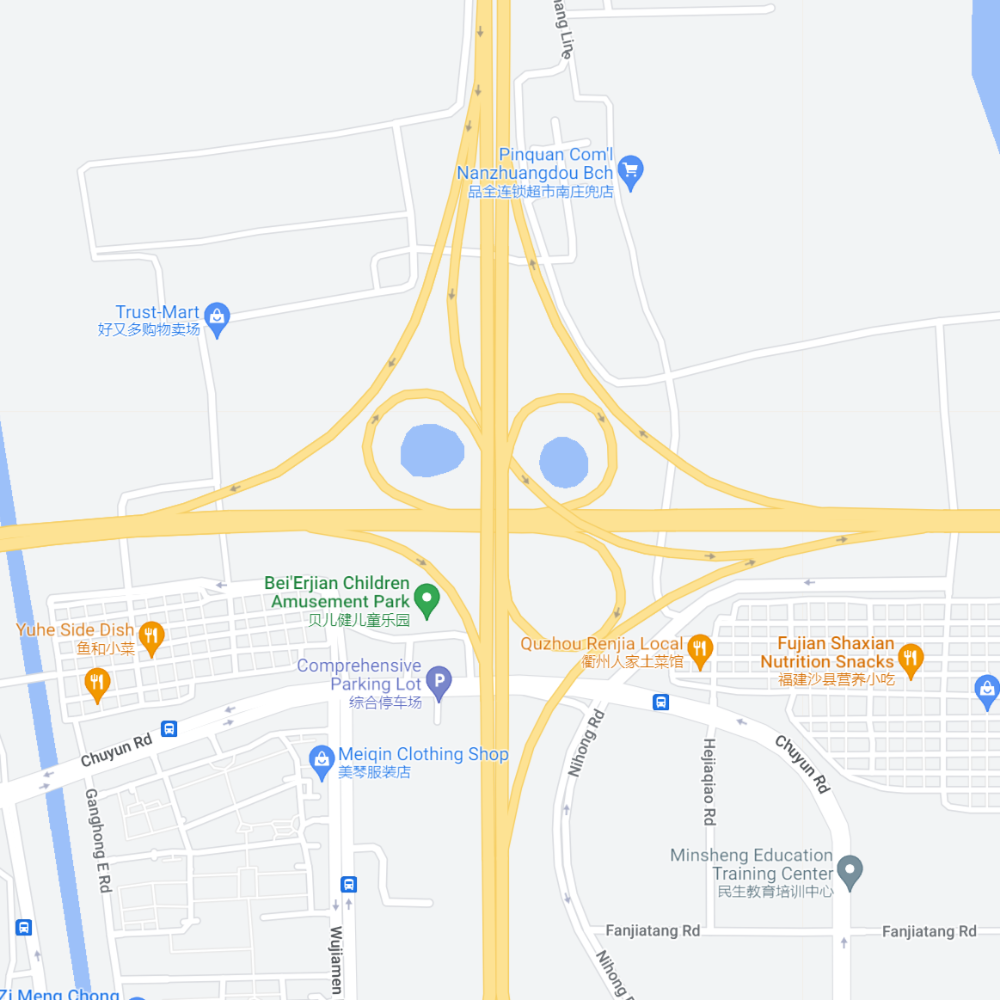 Pinquan Com'l
Nanzhuangdou Bch
品全连锁超市南庄兜店
Trust-Mart
好又多购物卖场
Bei'Erjian Children
Amusement Park
贝儿健儿童乐园
Yuhe Side Dish
鱼和小菜
Quzhou Renjia Local
衢州人家土菜馆
Fujian Shaxian
Nutrition Snacks
福建沙县营养小吃
Comprehensive
Parking Lot
综合停车场
P
Chuyun Rd
Meiqin Clothing Shop
美琴服装店
Nihong Rd
Hejiaqiao Rd
Chuyun Rd
Ganghong E Rd
Minsheng Education
Training Center
民生教育培训中心
Fanjiatang Rd
Fanjiatang Rd
Wujiamen
Nihong
Zi Meng Chong